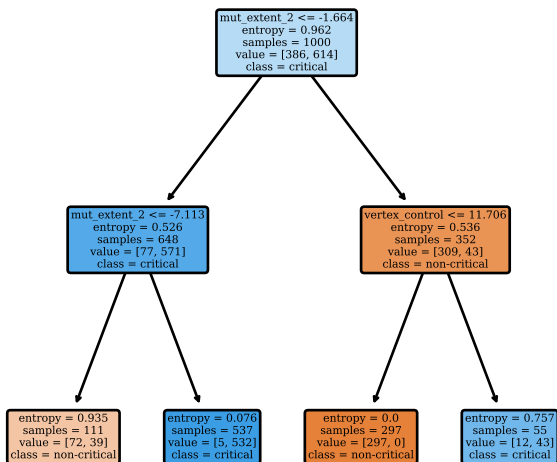 mut_extent_2 <= -1.664
entropy = 0.962
samples = 1000
value = [386, 614]
class = critical
mut_extent_2 <= -7.113
entropy = 0.526
samples = 648
value = [77, 571]
class = critical
vertex_control <= 11.706
entropy = 0.536
samples = 352
value = [309, 43]
class = non-critical
entropy = 0.935
samples = 111
value = [72, 39]
class = non-critical
entropy = 0.076
samples = 537
value = [5, 532]
class = critical
entropy = 0.0
samples = 297
value = [297, 0]
class = non-critical
entropy = 0.757
samples = 55
value = [12, 43]
class = critical